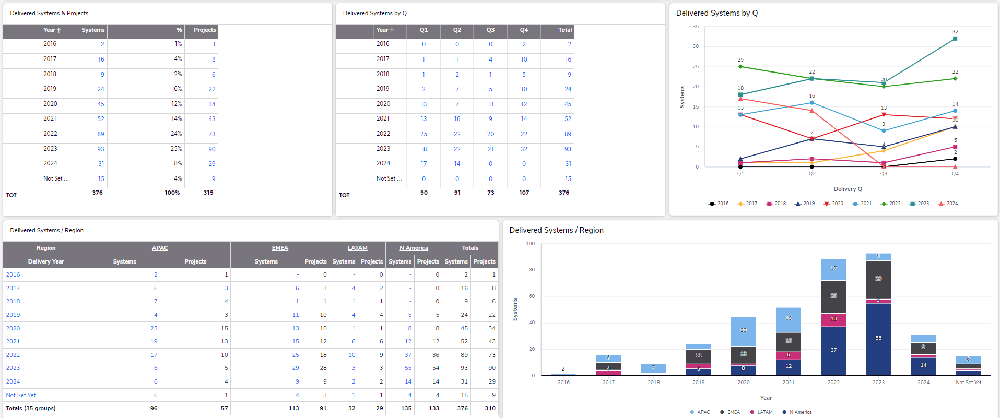 Delivered Systems & Projects
Year ↑ Systems % Projects
2016 2 1% 1
2017 16 4% 8
2018 9 2% 6
2019 24 6% 22
2020 45 12% 34
2021 52 14% 43
2022 89 24% 73
2023 93 25% 90
2024 31 8% 29
Not Set ... 15 4% 9
TOT 376 100% 315
Delivered Systems by Q
Year ↑ Q1 Q2 Q3 Q4 Total
2016 0 0 0 2 2
2017 1 1 4 10 16
2018 1 2 1 5 9
2019 2 7 5 10 24
2020 13 7 13 12 45
2021 13 16 9 14 52
2022 25 22 20 22 89
2023 18 22 21 32 93
2024 17 14 0 0 31
Not Set ... 0 0 0 0 15
TOT 90 91 73 107 376
Delivered Systems by Q
Systems
35
30
25
20
15
10
5
0
25 18 13
22 16 7
20 13 9 4
32 22 14 10 5 2
Q1 Q2 Q3 Q4
Delivery Q
2016 2017 2018 2019 2020 2021 2022 2023 2024
Delivered Systems / Region
Region APAC EMEA LATAM N America Totals
Delivery Year Systems Projects Systems Projects Systems Projects Systems Projects Systems Projects
2016 2 1 - 0 - 0 - 0 2 1
2017 6 3 6 3 4 2 - 0 16 8
2018 7 4 1 1 1 1 - 0 9 6
2019 4 3 11 10 4 4 5 5 24 22
2020 23 15 13 10 1 1 8 8 45 34
2021 19 13 15 12 6 6 12 12 52 43
2022 17 10 25 18 10 9 37 36 89 73
2023 6 5 29 28 3 3 55 54 93 90
2024 6 4 9 9 2 2 14 14 31 29
Not Set Yet 6 1 4 3 1 1 4 4 15 9
Totals (35 groups) 96 57 113 91 32 29 135 133 376 310
Delivered Systems / Region
Systems
100
80
60
40
20
0
2
6 4
7
11 5
23 13 8
19 15 6 12
17 25 10 37
6 29 3 55
9 14
6
2016 2017 2018 2019 2020 2021 2022 2023 2024 Not Set Yet
Year
APAC EMEA LATAM N America